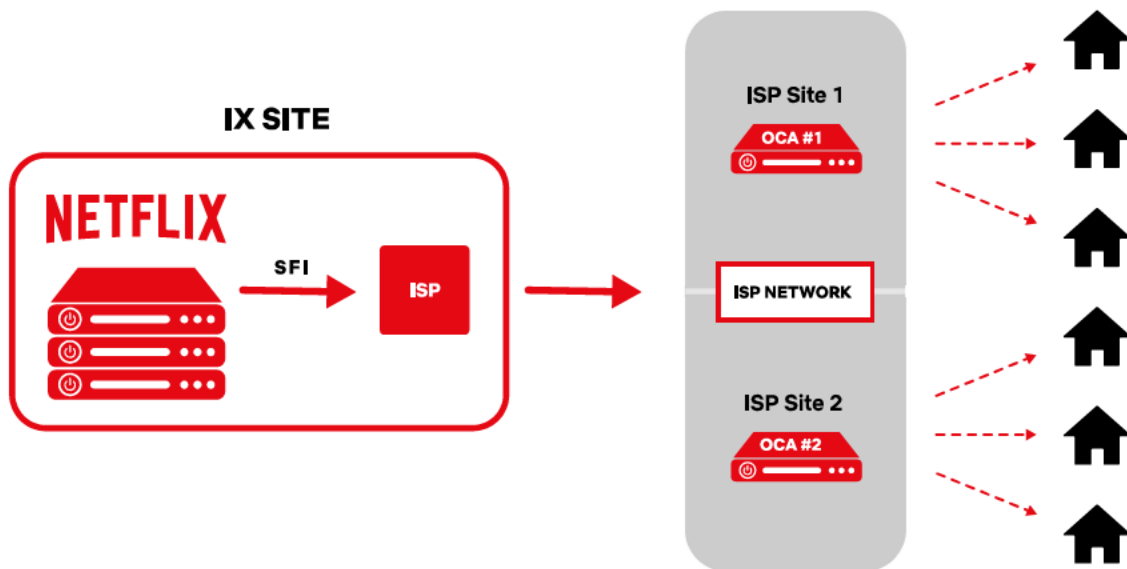 IX SITE
NETFLIX
SFI
ISP
ISP Site 1
OCA #1
ISP NETWORK
ISP Site 2
OCA #2